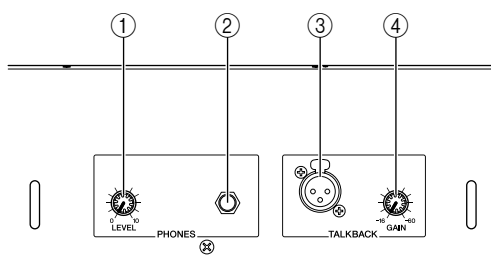 ① ② ③ ④
0 10 -16 -60
LEVEL GAIN
PHONES TALKBACK